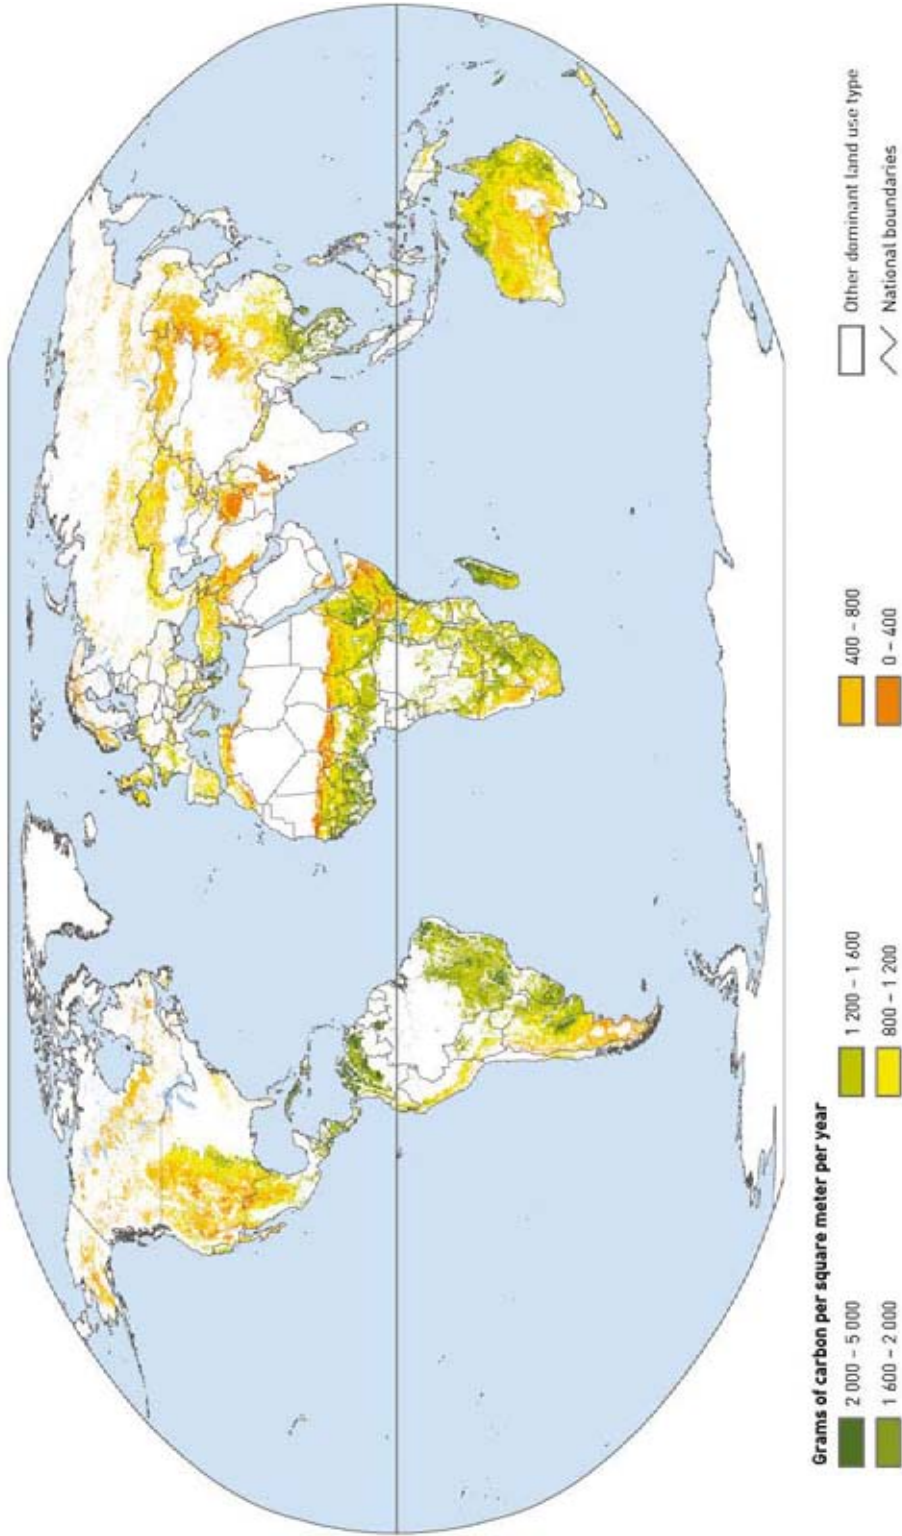 Grams of carbon per square meter per year
2 000 – 5 000
1 600 – 2 000
1 200 – 1 600
800 – 1 200
400 – 800
0 – 400
Other dominant land use type
National boundaries